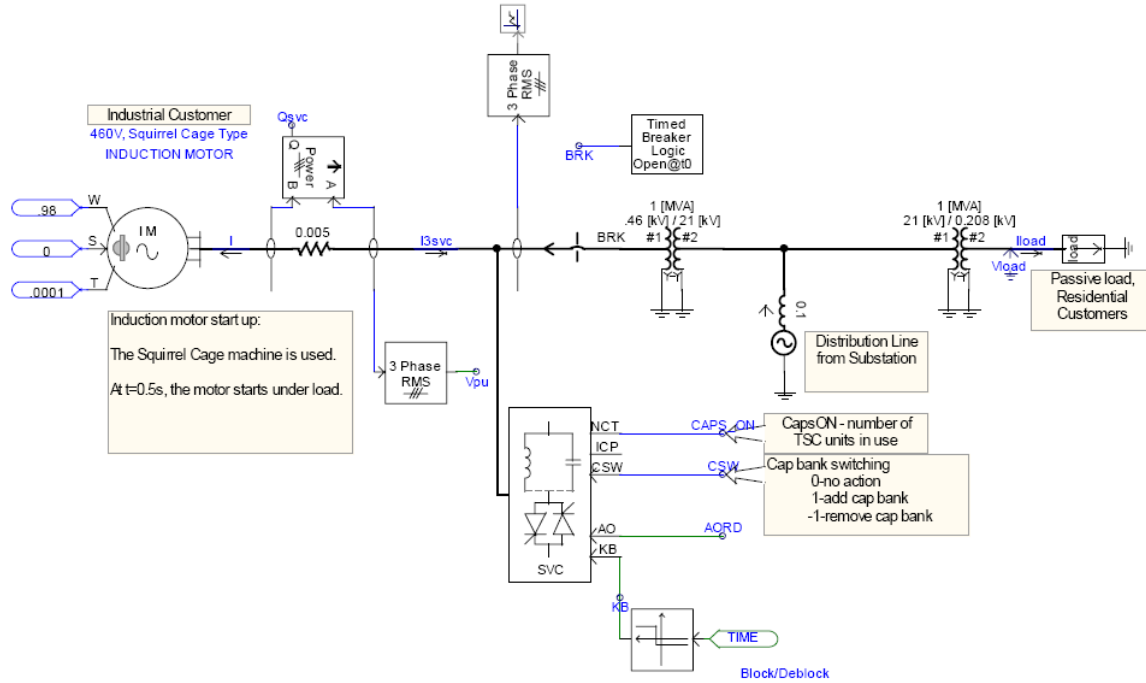 3 Phase
RMS
Industrial Customer
460V, Squirrel Cage Type
INDUCTION MOTOR
Qsvc
Power
Q
B
A
BRK
Timed
Breaker
Logic
Open@t0
.98
W
0
S
.0001
T
IM
I
0.005
I3svc
BRK
1 [MVA]
.46 [kV] / 21 [kV]
#1
#2
1 [MVA]
21 [kV] / 0.208 [kV]
#1
#2
Iload
Vload
load
Passive load,
Residential
Customers
0.1
Distribution Line
from Substation
Induction motor start up:
The Squirrel Cage machine is used.
At t=0.5s, the motor starts under load.
3 Phase
RMS
Vpu
NCT
ICP
CSW
AO
KB
SVC
CAPS_ON
CapsON - number of
TSC units in use
CSW
Cap bank switching
0-no action
1-add cap bank
-1-remove cap bank
AORD
KB
TIME
Block/Deblock